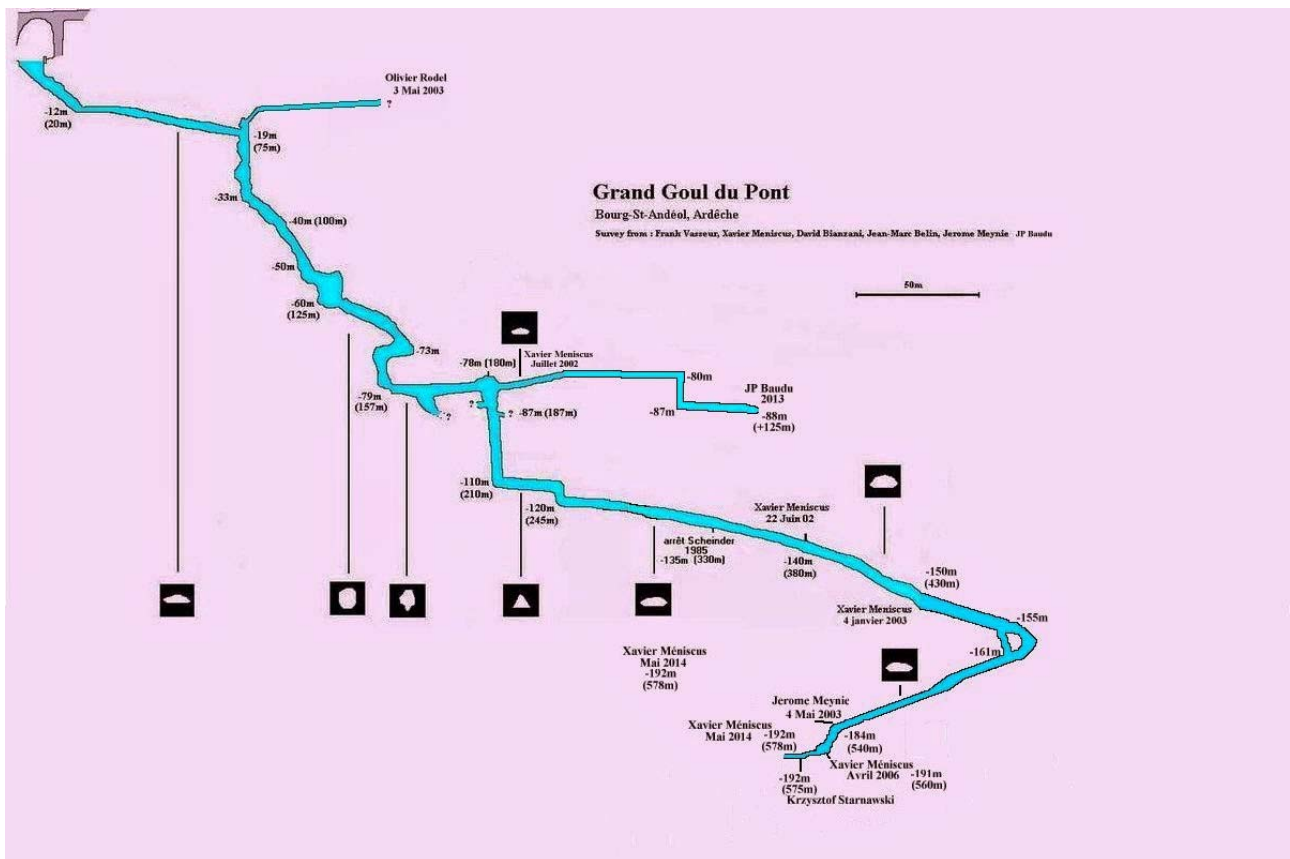 Olivier Rodel
3 Mai 2003
?
-12m
(20m)
-19m
(75m)
-33m
-40m (100m)
Grand Goul du Pont
Bourg-St-Andéol, Ardêche
Survey from : Frank Vasseur, Xavier Meniscus, David Bianzani, Jean-Marc Belin, Jerome Meynie JP Baudu
50m
-50m
-60m
(125m)
-73m
-78m (180m)
Xavier Meniscus
Juillet 2002
-79m
(157m)
?
?
?
-87m (187m)
-80m
-87m
JP Baudu
2013
-88m
(+125m)
-110m
(210m)
-120m
(245m)
arrêt Scheinder
1985
-135m (330m)
Xavier Meniscus
22 Juin 02
-140m
(380m)
-150m
(430m)
Xavier Meniscus
4 janvier 2003
-155m
-161m
Xavier Méniscus
Mai 2014
-192m
(578m)
Jerome Meynie
4 Mai 2003
Xavier Méniscus
Mai 2014
-192m
(578m)
-184m
(540m)
Xavier Méniscus
Avril 2006
-191m
(560m)
-192m
(575m)
Krzysztof Starnawski